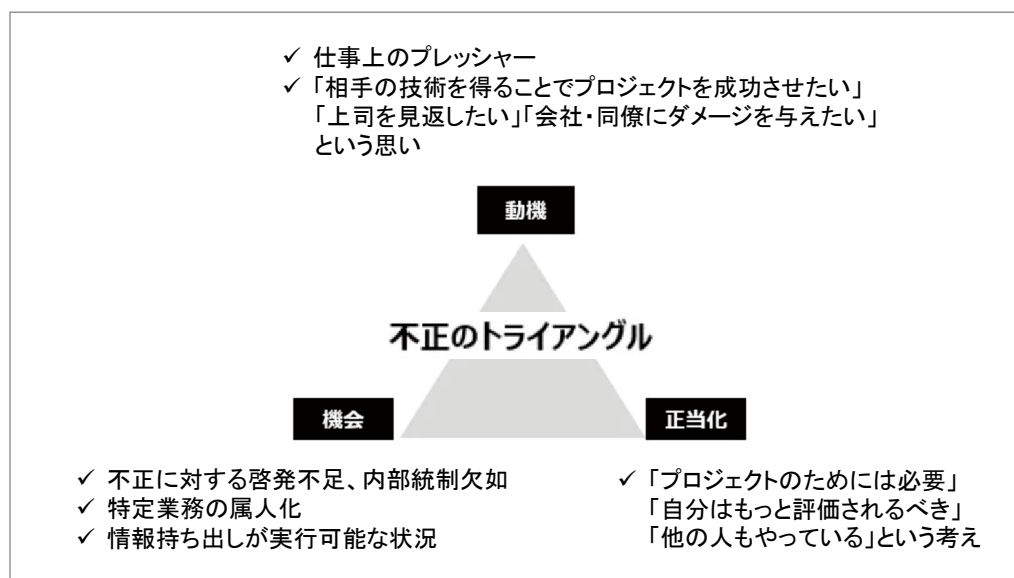 ✓ 仕事上のプレッシャー
✓ 「相手の技術を得ることでプロジェクトを成功させたい」
「上司を見返したい」「会社・同僚にダメージを与えたい」
という思い
動機
不正のトライアングル
機会
正当化
✓ 不正に対する啓発不足、内部統制欠如
✓ 特定業務の属人化
✓ 情報持ち出しが実行可能な状況
✓ 「プロジェクトのためには必要」
「自分はもっと評価されるべき」
「他の人もやっている」という考え